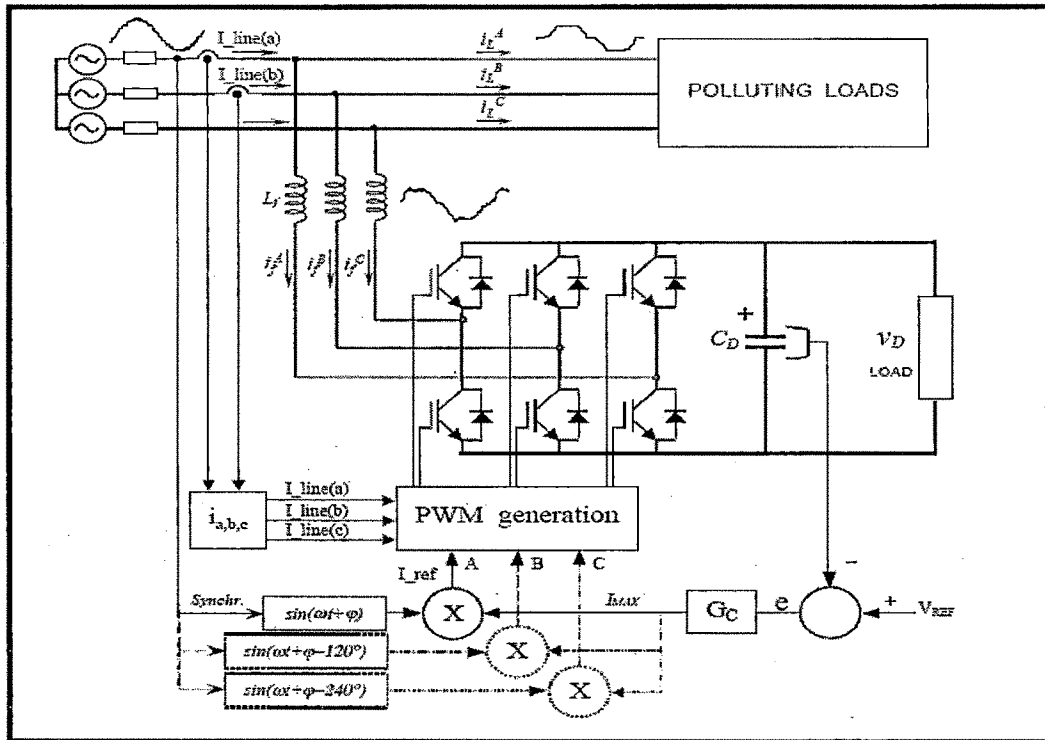 I_line(a)
i_L^A
I_line(b)
i_L^B
i_L^C
POLLUTING LOADS
L_f
i_f^A i_f^B i_f^C
+
C_D
v_D
LOAD
I_line(a)
I_line(b)
I_line(c)
i_a,b,c
PWM generation
I_ref
A
B
C
−
Synchr.
sin(ωt+φ)
X
I_MAX
G_C
e
+
V_REF
sin(ωt+φ−120°)
X
sin(ωt+φ−240°)
X